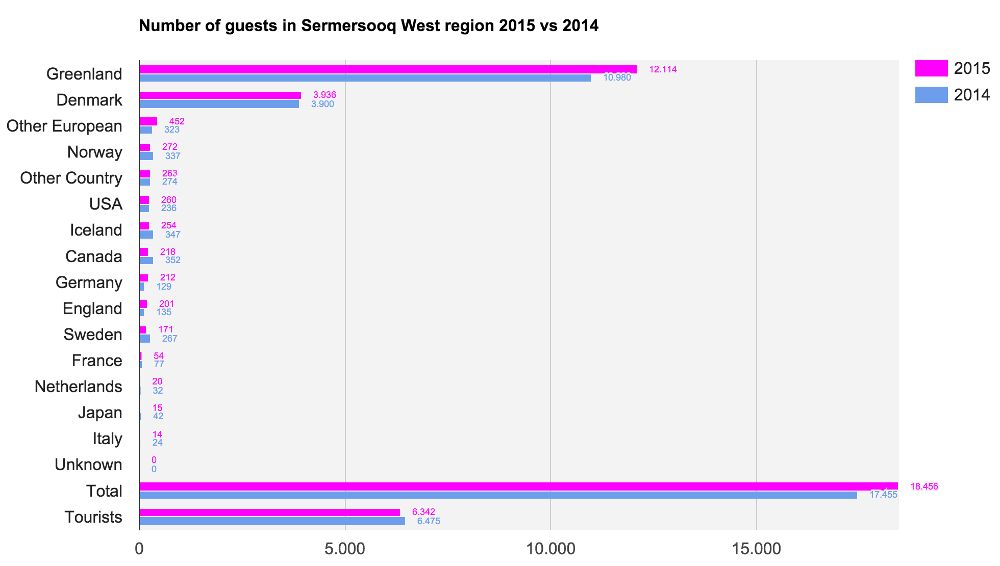 Number of guests in Sermersooq West region 2015 vs 2014
2015
2014
Greenland
12.114
10.980
Denmark
3.936
3.900
Other European
452
323
Norway
272
337
Other Country
263
274
USA
260
236
Iceland
254
347
Canada
218
352
Germany
212
129
England
201
135
Sweden
171
267
France
54
77
Netherlands
20
32
Japan
15
42
Italy
14
24
Unknown
0
0
Total
18.456
17.455
Tourists
6.342
6.475
0 5.000 10.000 15.000